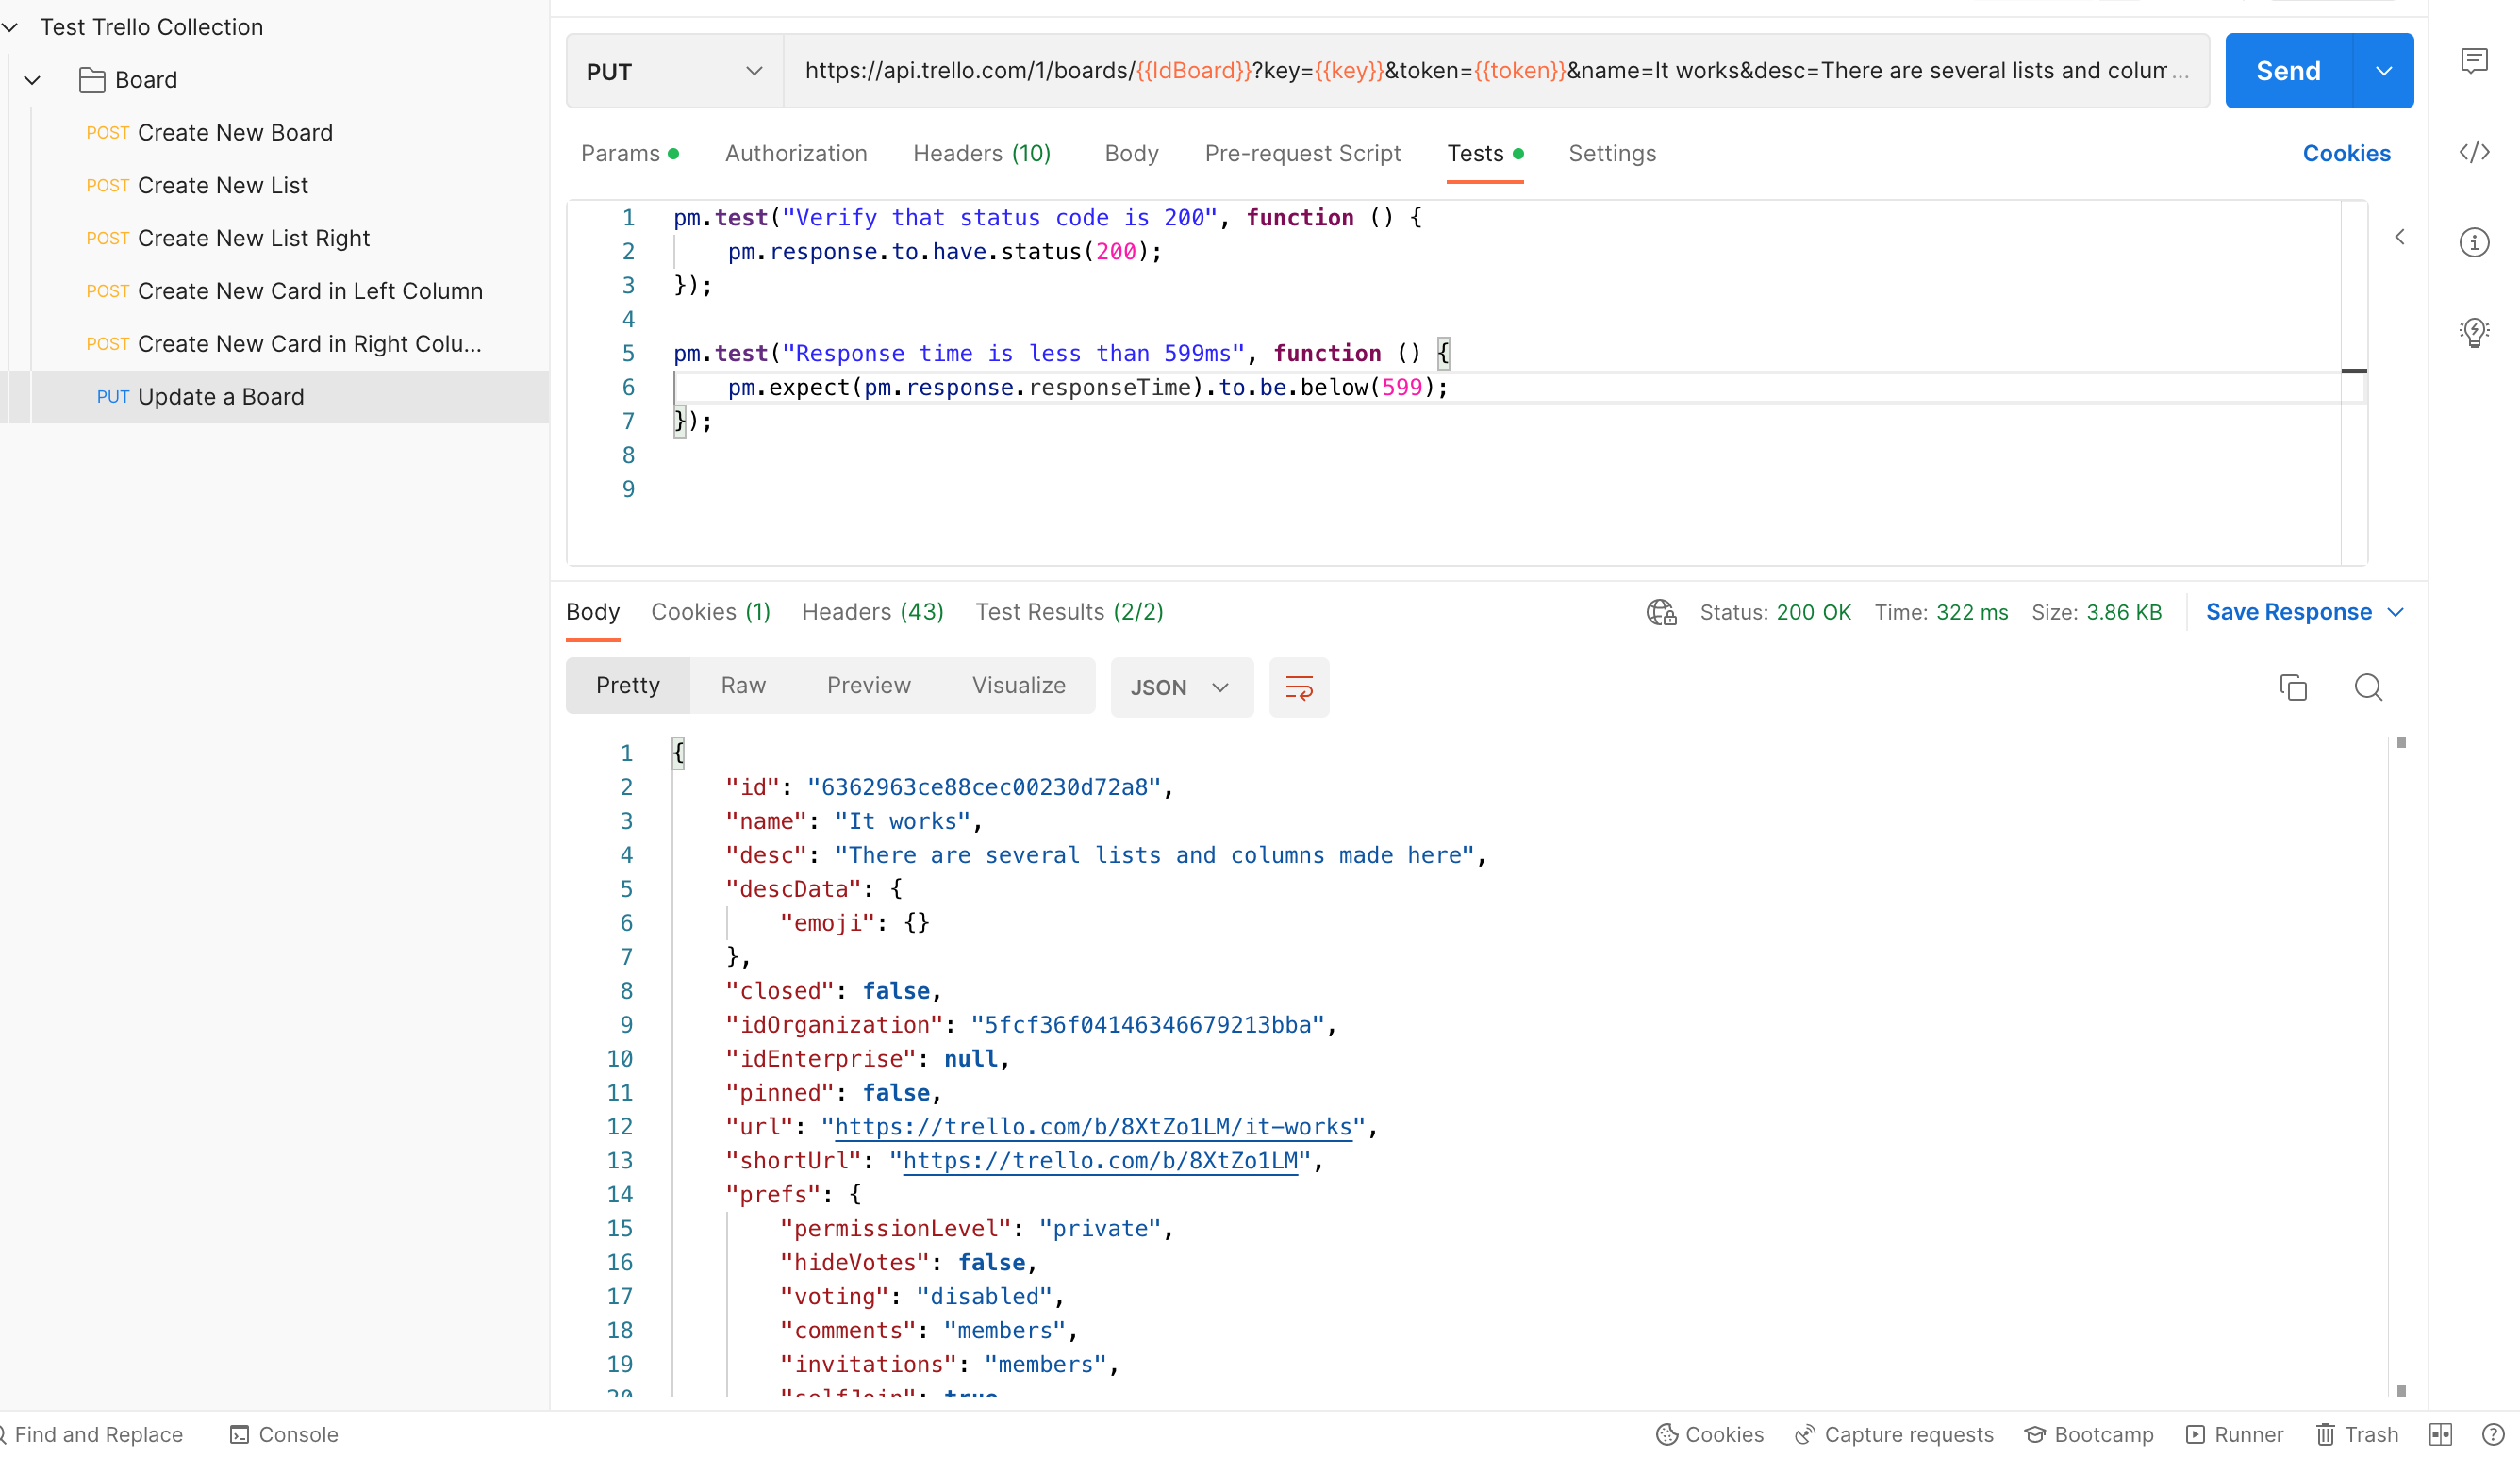 Test Trello Collection
Board
POST Create New Board
POST Create New List
POST Create New List Right
POST Create New Card in Left Column
POST Create New Card in Right Colu...
PUT Update a Board
PUT https://api.trello.com/1/boards/{{IdBoard}}?key={{key}}&token={{token}}&name=It works&desc=There are several lists and colum... Send
Params Authorization Headers (10) Body Pre-request Script Tests Settings Cookies
1 pm.test("Verify that status code is 200", function () {
2 pm.response.to.have.status(200);
3 });
4
5 pm.test("Response time is less than 599ms", function () {
6 pm.expect(pm.response.responseTime).to.be.below(599);
7 });
8
9
Body Cookies (1) Headers (43) Test Results (2/2) Status: 200 OK Time: 322 ms Size: 3.86 KB Save Response
Pretty Raw Preview Visualize JSON
1 {
2 "id": "6362963ce88cec00230d72a8",
3 "name": "It works",
4 "desc": "There are several lists and columns made here",
5 "descData": {
6 "emoji": {}
7 },
8 "closed": false,
9 "idOrganization": "5fcf36f04146346679213bba",
10 "idEnterprise": null,
11 "pinned": false,
12 "url": "https://trello.com/b/8XtZo1LM/it-works",
13 "shortUrl": "https://trello.com/b/8XtZo1LM",
14 "prefs": {
15 "permissionLevel": "private",
16 "hideVotes": false,
17 "voting": "disabled",
18 "comments": "members",
19 "invitations": "members",
20 "selfJoin": true
Find and Replace Console Cookies Capture requests Bootcamp Runner Trash